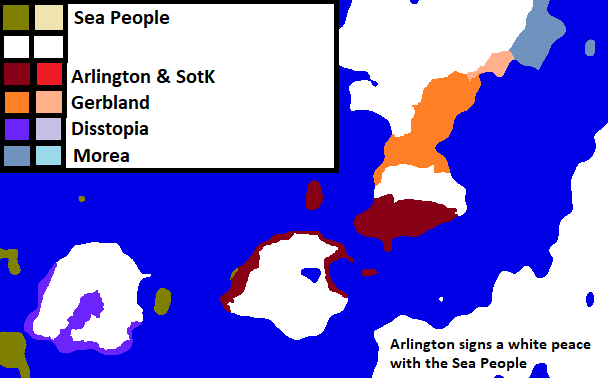 Sea People
Arlington & SotK
Gerbland
Disstopia
Morea
Arlington signs a white peace
with the Sea People